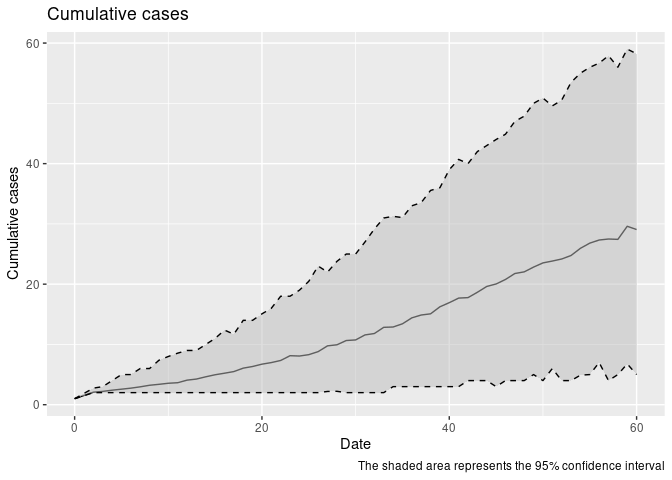 Cumulative cases
60
40
20
0
Cumulative cases
0 20 40 60
Date
The shaded area represents the 95% confidence interval